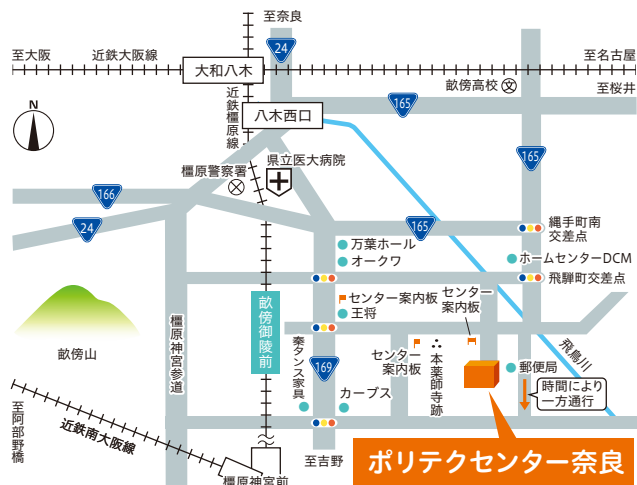 至奈良
24
至大阪
近鉄大阪線
大和八木
至名古屋
畝傍高校
文
至桜井
165
近鉄橿原線
八木西口
N
165
県立医大病院
橿原警察署
166
24
165
縄手町南
交差点
万葉ホール
オークワ
ホームセンターDCM
飛騨町交差点
センター案内板
センター
案内板
王将
畝傍御陵前
橿原神宮参道
畝傍山
秦タンス家具
169
センター
案内板
本薬師寺跡
飛鳥川
郵便局
時間により
一方通行
カーブス
至阿部野橋
近鉄南大阪線
至吉野
橿原神宮前
ポリテクセンター奈良